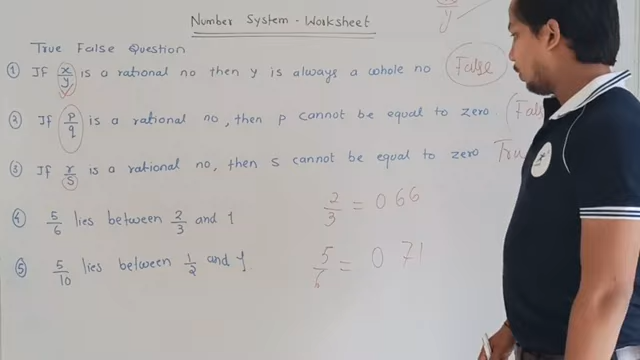 x/y
Number System - Worksheet
True False Question
① If x/y is a rational no then y is always a whole no False
② If p/q is a rational no, then p cannot be equal to zero Fals
③ If r/s is a rational no, then s cannot be equal to zero True
④ 5/6 lies between 2/3 and 1
2/3 = 0 66
⑤ 5/10 lies between 1/2 and 1
5/6 = 0 71